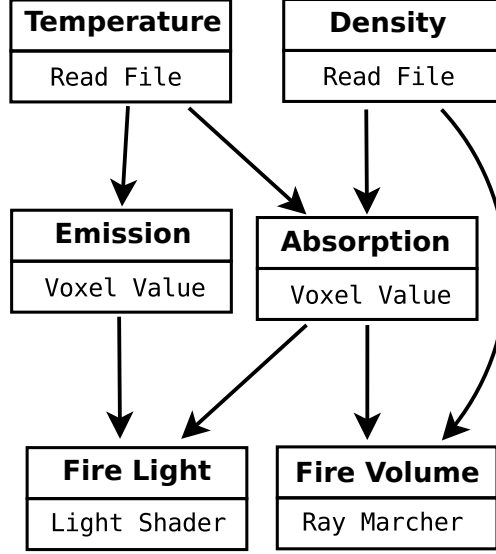 Temperature
Read File
Density
Read File
Emission
Voxel Value
Absorption
Voxel Value
Fire Light
Light Shader
Fire Volume
Ray Marcher